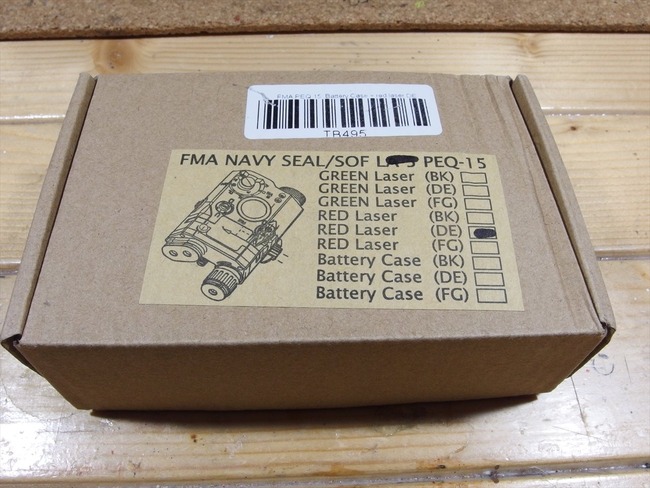 FMA PEQ-15 Battery Case + red laser DE
TB495
FMA NAVY SEAL/SOF PEQ-15
GREEN Laser (BK)
GREEN Laser (DE)
GREEN Laser (FG)
RED Laser (BK)
RED Laser (DE)
RED Laser (FG)
Battery Case (BK)
Battery Case (DE)
Battery Case (FG)